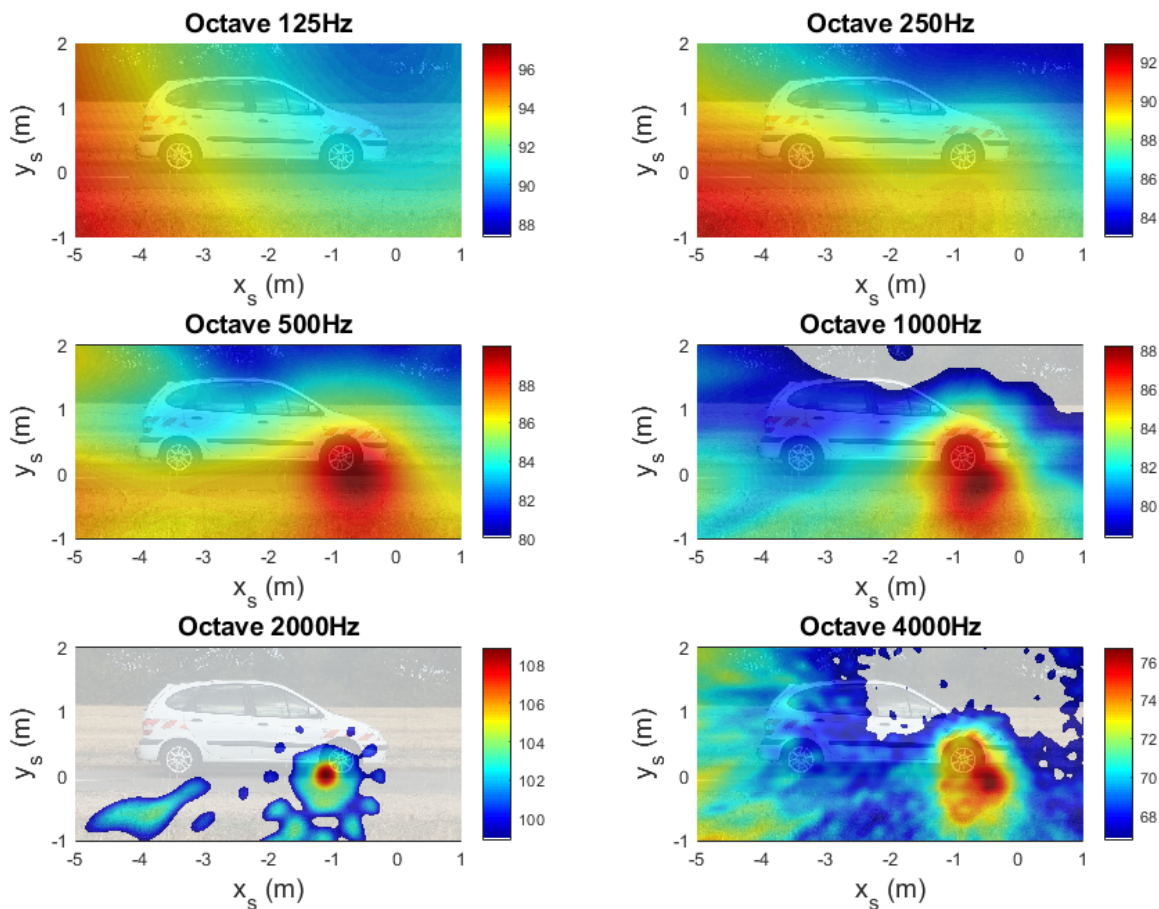 Octave 125Hz
2
1
0
-1
y_s (m)
-5 -4 -3 -2 -1 0 1
x_s (m)
96
94
92
90
88
Octave 250Hz
2
1
0
-1
y_s (m)
-5 -4 -3 -2 -1 0 1
x_s (m)
92
90
88
86
84
Octave 500Hz
2
1
0
-1
y_s (m)
-5 -4 -3 -2 -1 0 1
x_s (m)
88
86
84
82
80
Octave 1000Hz
2
1
0
-1
y_s (m)
-5 -4 -3 -2 -1 0 1
x_s (m)
88
86
84
82
80
Octave 2000Hz
2
1
0
-1
y_s (m)
-5 -4 -3 -2 -1 0 1
x_s (m)
108
106
104
102
100
Octave 4000Hz
2
1
0
-1
y_s (m)
-5 -4 -3 -2 -1 0 1
x_s (m)
76
74
72
70
68